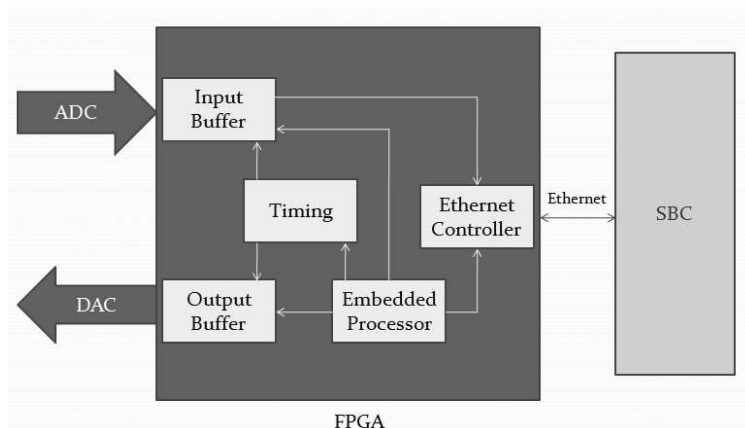 ADC
Input
Buffer
Timing
Ethernet
Controller
Ethernet
SBC
DAC
Output
Buffer
Embedded
Processor
FPGA